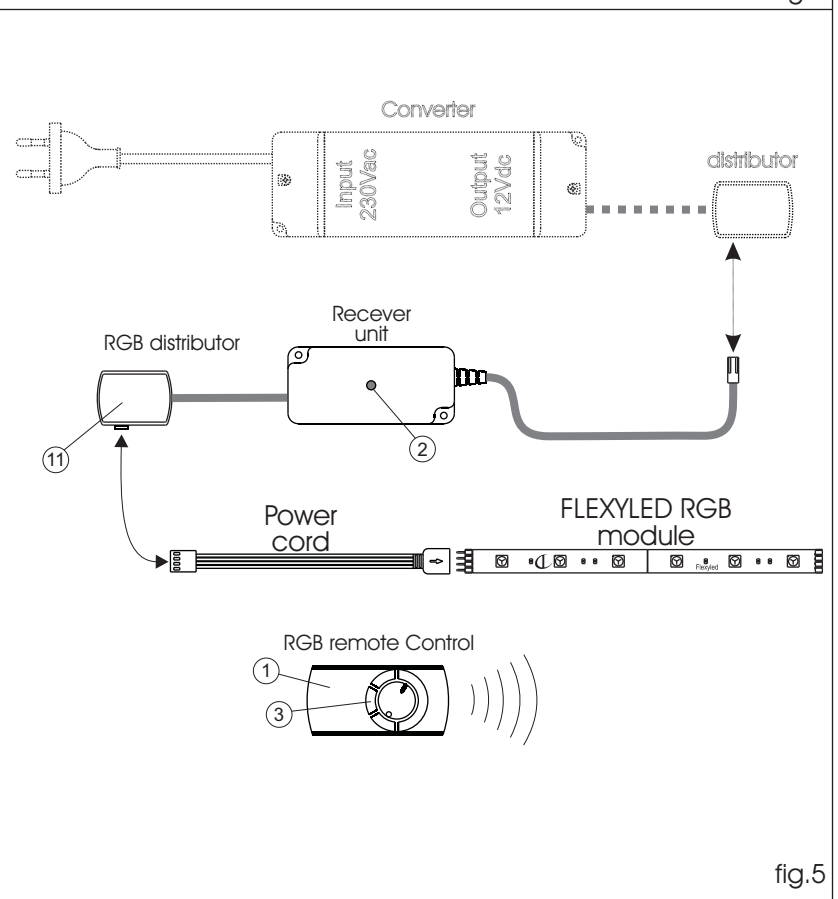 Converter
Input
230Vac
Output
12Vdc
distributor
Recever
unit
RGB distributor
11
2
Power
cord
FLEXYLED RGB
module
Flexyled
RGB remote Control
1
3
fig.5